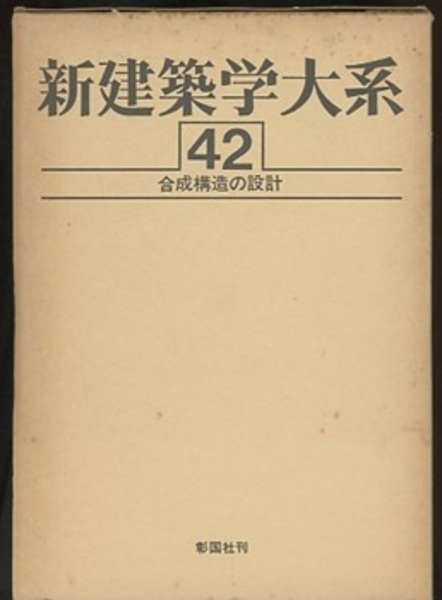 新建築学大系
42
合成構造の設計
彰国社刊